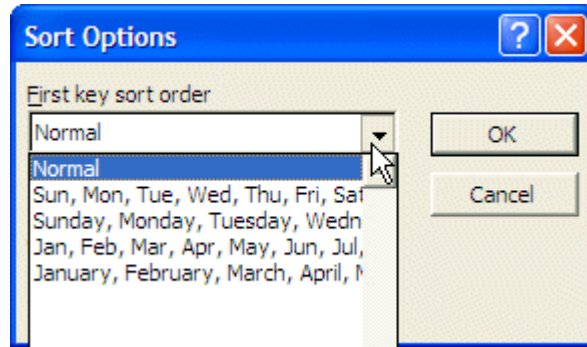 Sort Options
First key sort order
Normal
OK
Normal
Sun, Mon, Tue, Wed, Thu, Fri, Sat
Cancel
Sunday, Monday, Tuesday, Wedn
Jan, Feb, Mar, Apr, May, Jun, Jul,
January, February, March, April,